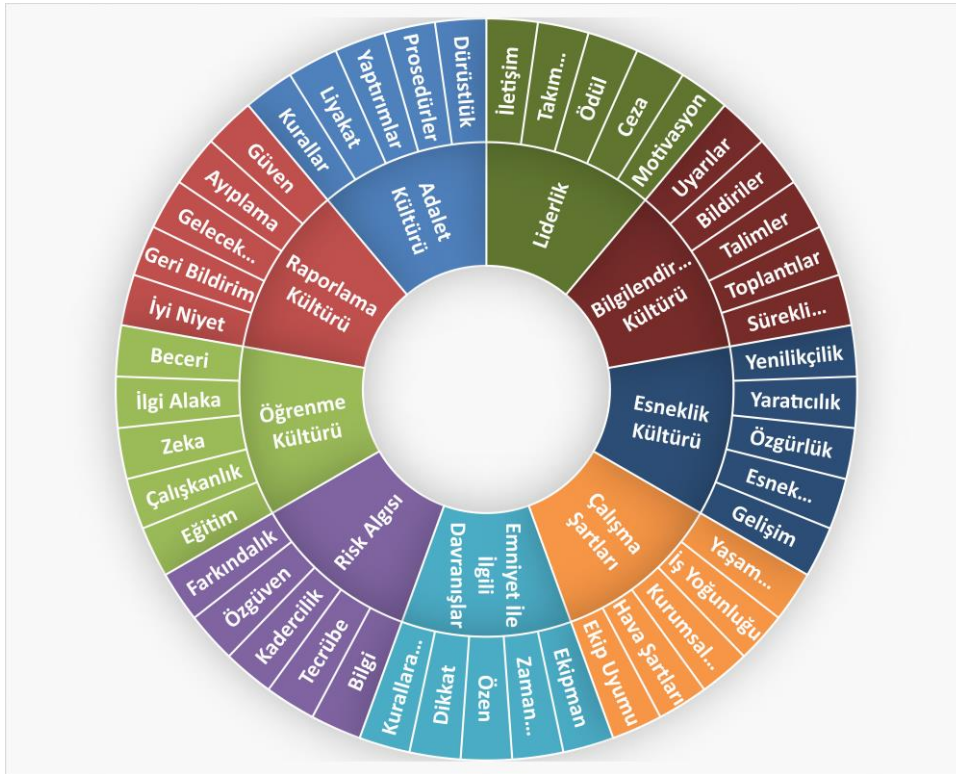 Liderlik
İletişim
Takım...
Ödül
Ceza
Motivasyon
Bilgilendir...
Kültürü
Uyarılar
Bildiriler
Talimler
Toplantılar
Sürekli...
Esneklik
Kültürü
Yenilikçilik
Yaratıcılık
Özgürlük
Esnek...
Gelişim
Çalışma
Şartları
Yaşam...
İş Yoğunluğu
Kurumsal...
Hava Şartları
Ekip Uyumu
Emniyet İle
İlgili
Davranışlar
Ekipman
Zaman...
Özen
Dikkat
Kurallara...
Risk Algısı
Bilgi
Tecrübe
Kadercilik
Özgüven
Farkındalık
Öğrenme
Kültürü
Eğitim
Çalışkanlık
Zeka
İlgi Alaka
Beceri
Raporlama
Kültürü
İyi Niyet
Geri Bildirim
Gelecek...
Ayıplama
Güven
Adalet
Kültürü
Kurallar
Liyakat
Yaptırımlar
Prosedürler
Dürüstlük